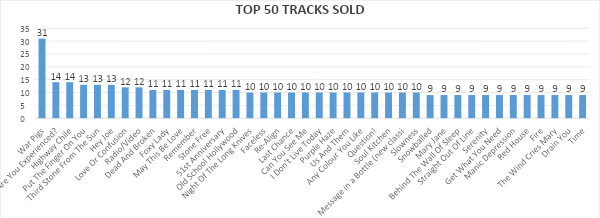 TOP 50 TRACKS SOLD
35
30
25
20
15
10
5
0
31 14 14 13 13 13 12 12 11 11 11 11 11 11 11 10 10 10 10 10 10 10 10 10 10 10 10 10 9 9 9 9 9 9 9 9 9 9 9 9
War Pigs
re You Experienced?
Highway Chile
Put The Finger On You
Third Stone From The Sun
Hey Joe
Love Or Confusion
Radio/Video
Dead And Broken
Foxy Lady
May This Be Love
Remember
Stone Free
51st Anniversary
Old School Hollywood
Night Of The Long Knives
Faceless
Re-Align
Last Chance
Can You See Me
I Don't Live Today
Purple Haze
Us And Them
Any Colour You Like
Question!
Soul Kitchen
Message in a Bottle (new classi
Slowness
Snowballed
Mary Jane
Behind The Wall Of Sleep
Straight Out Of Line
Serenity
Get What You Need
Manic Depression
Red House
Fire
The Wind Cries Mary
Drain You
Time